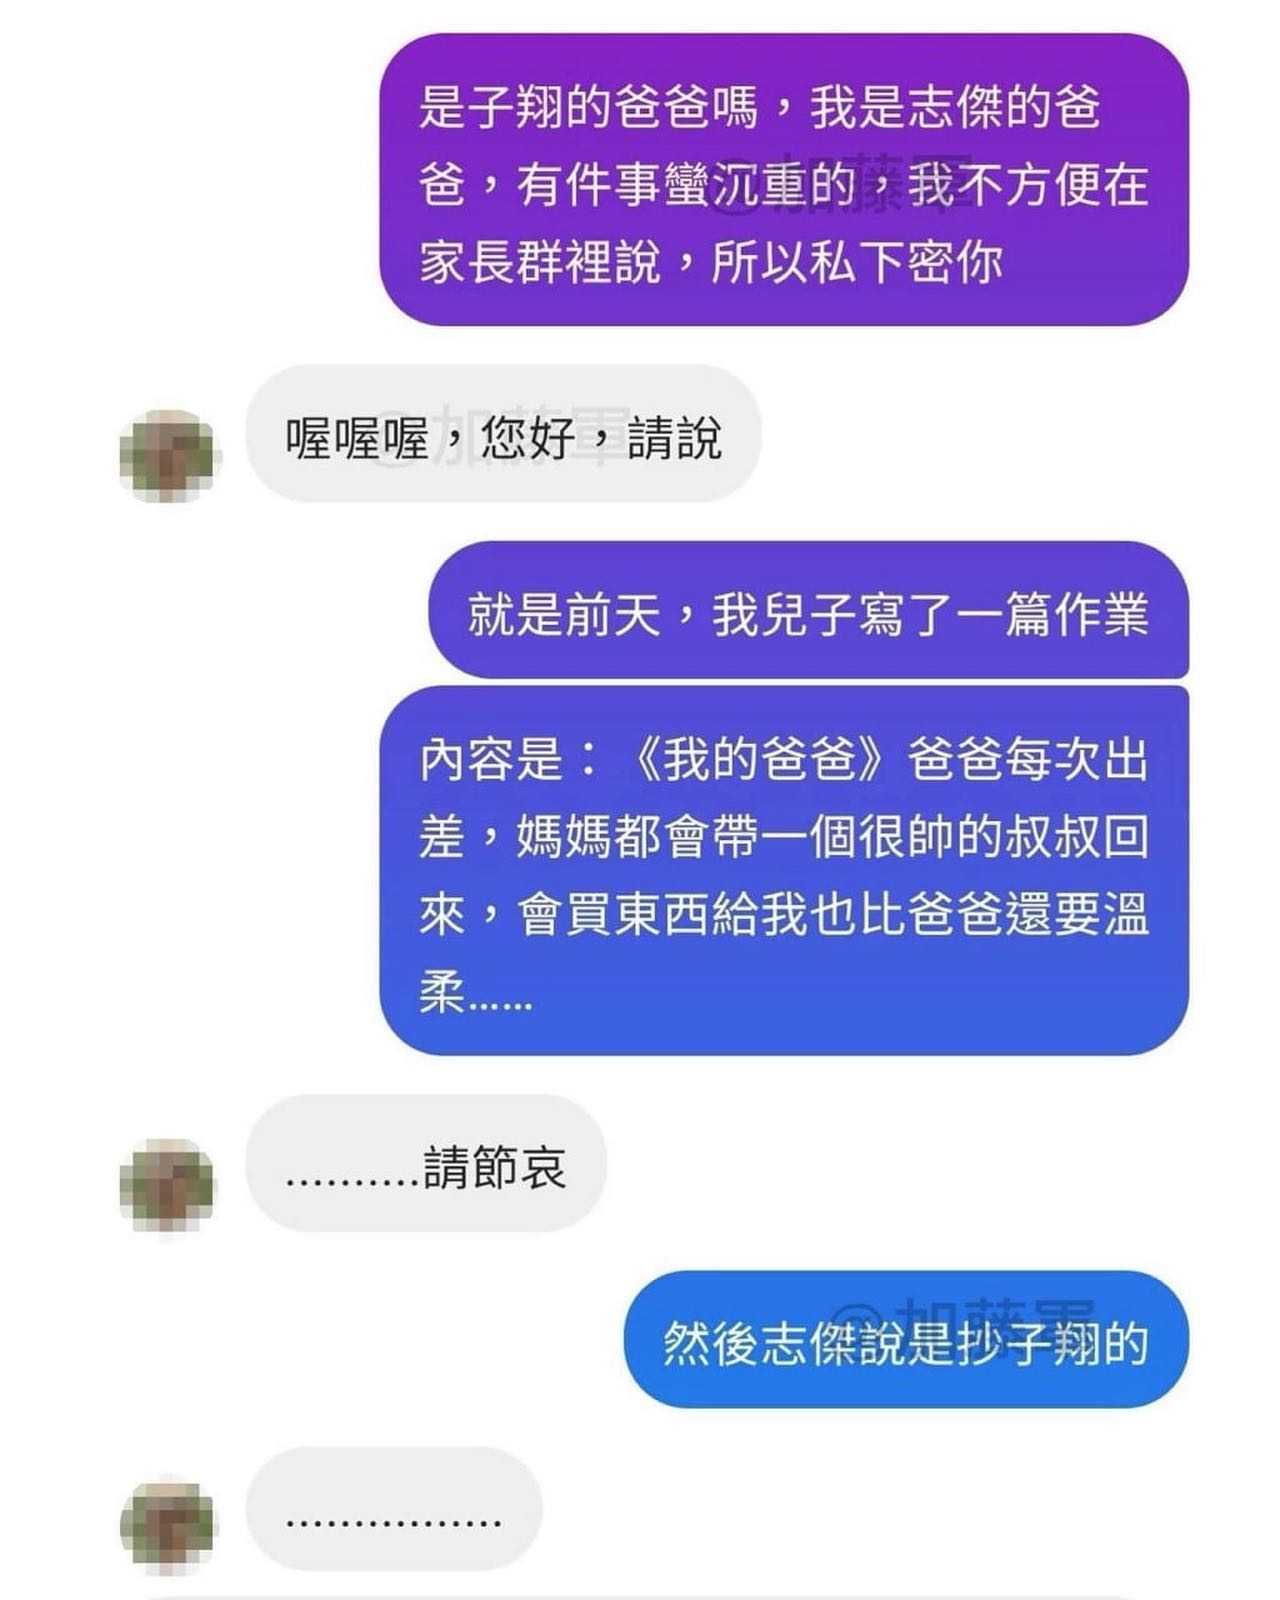 是子翔的爸爸嗎，我是志傑的爸
爸，有件事蠻沉重的，我不方便在
家長群裡說，所以私下密你
@加藤軍
喔喔喔，您好，請說
@加藤軍
就是前天，我兒子寫了一篇作業
內容是：《我的爸爸》爸爸每次出
差，媽媽都會帶一個很帥的叔叔回
來，會買東西給我也比爸爸還要溫
柔......
..........請節哀
然後志傑說是抄子翔的
@加藤軍
................